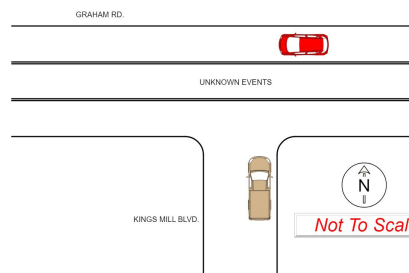 GRAHAM RD.
UNKNOWN EVENTS
N
KINGS MILL BLVD.
Not To Scal